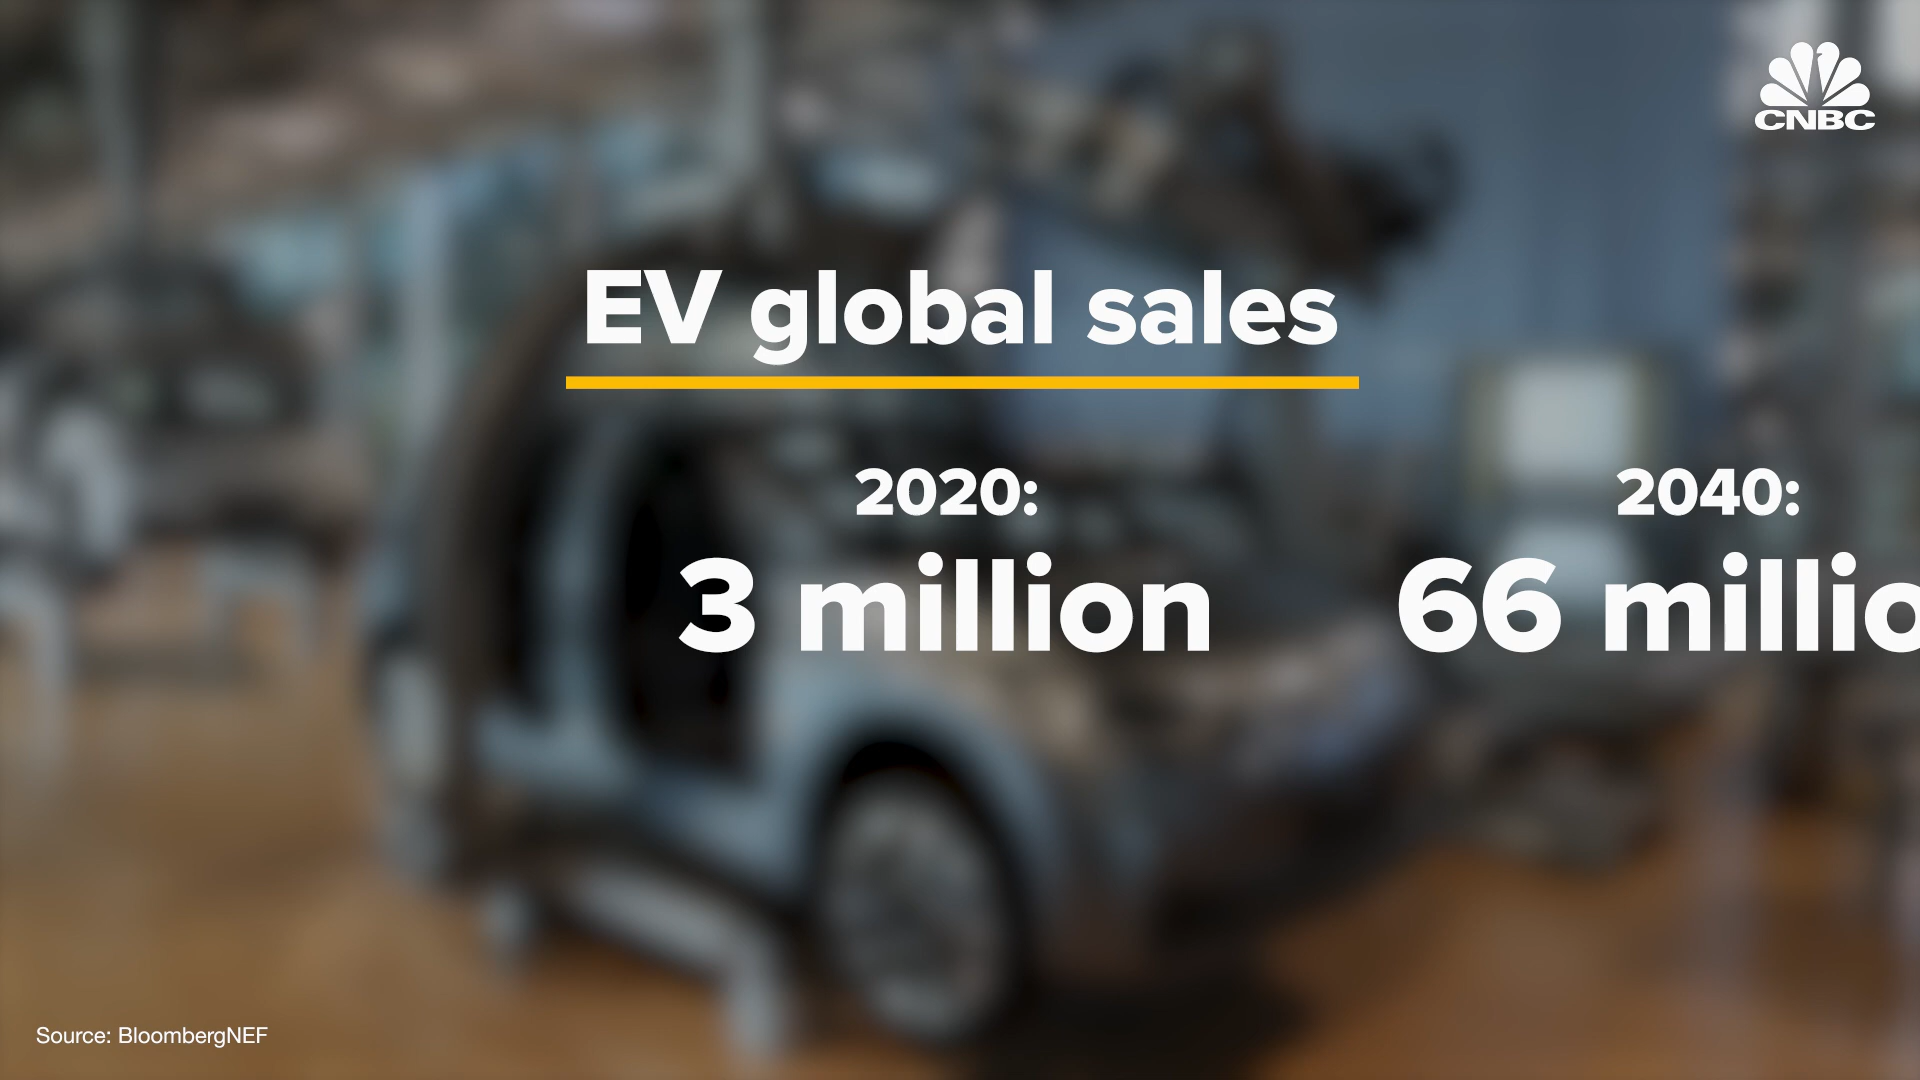 CNBC
EV global sales
2020:
3 million
2040:
66 millio
Source: BloombergNEF